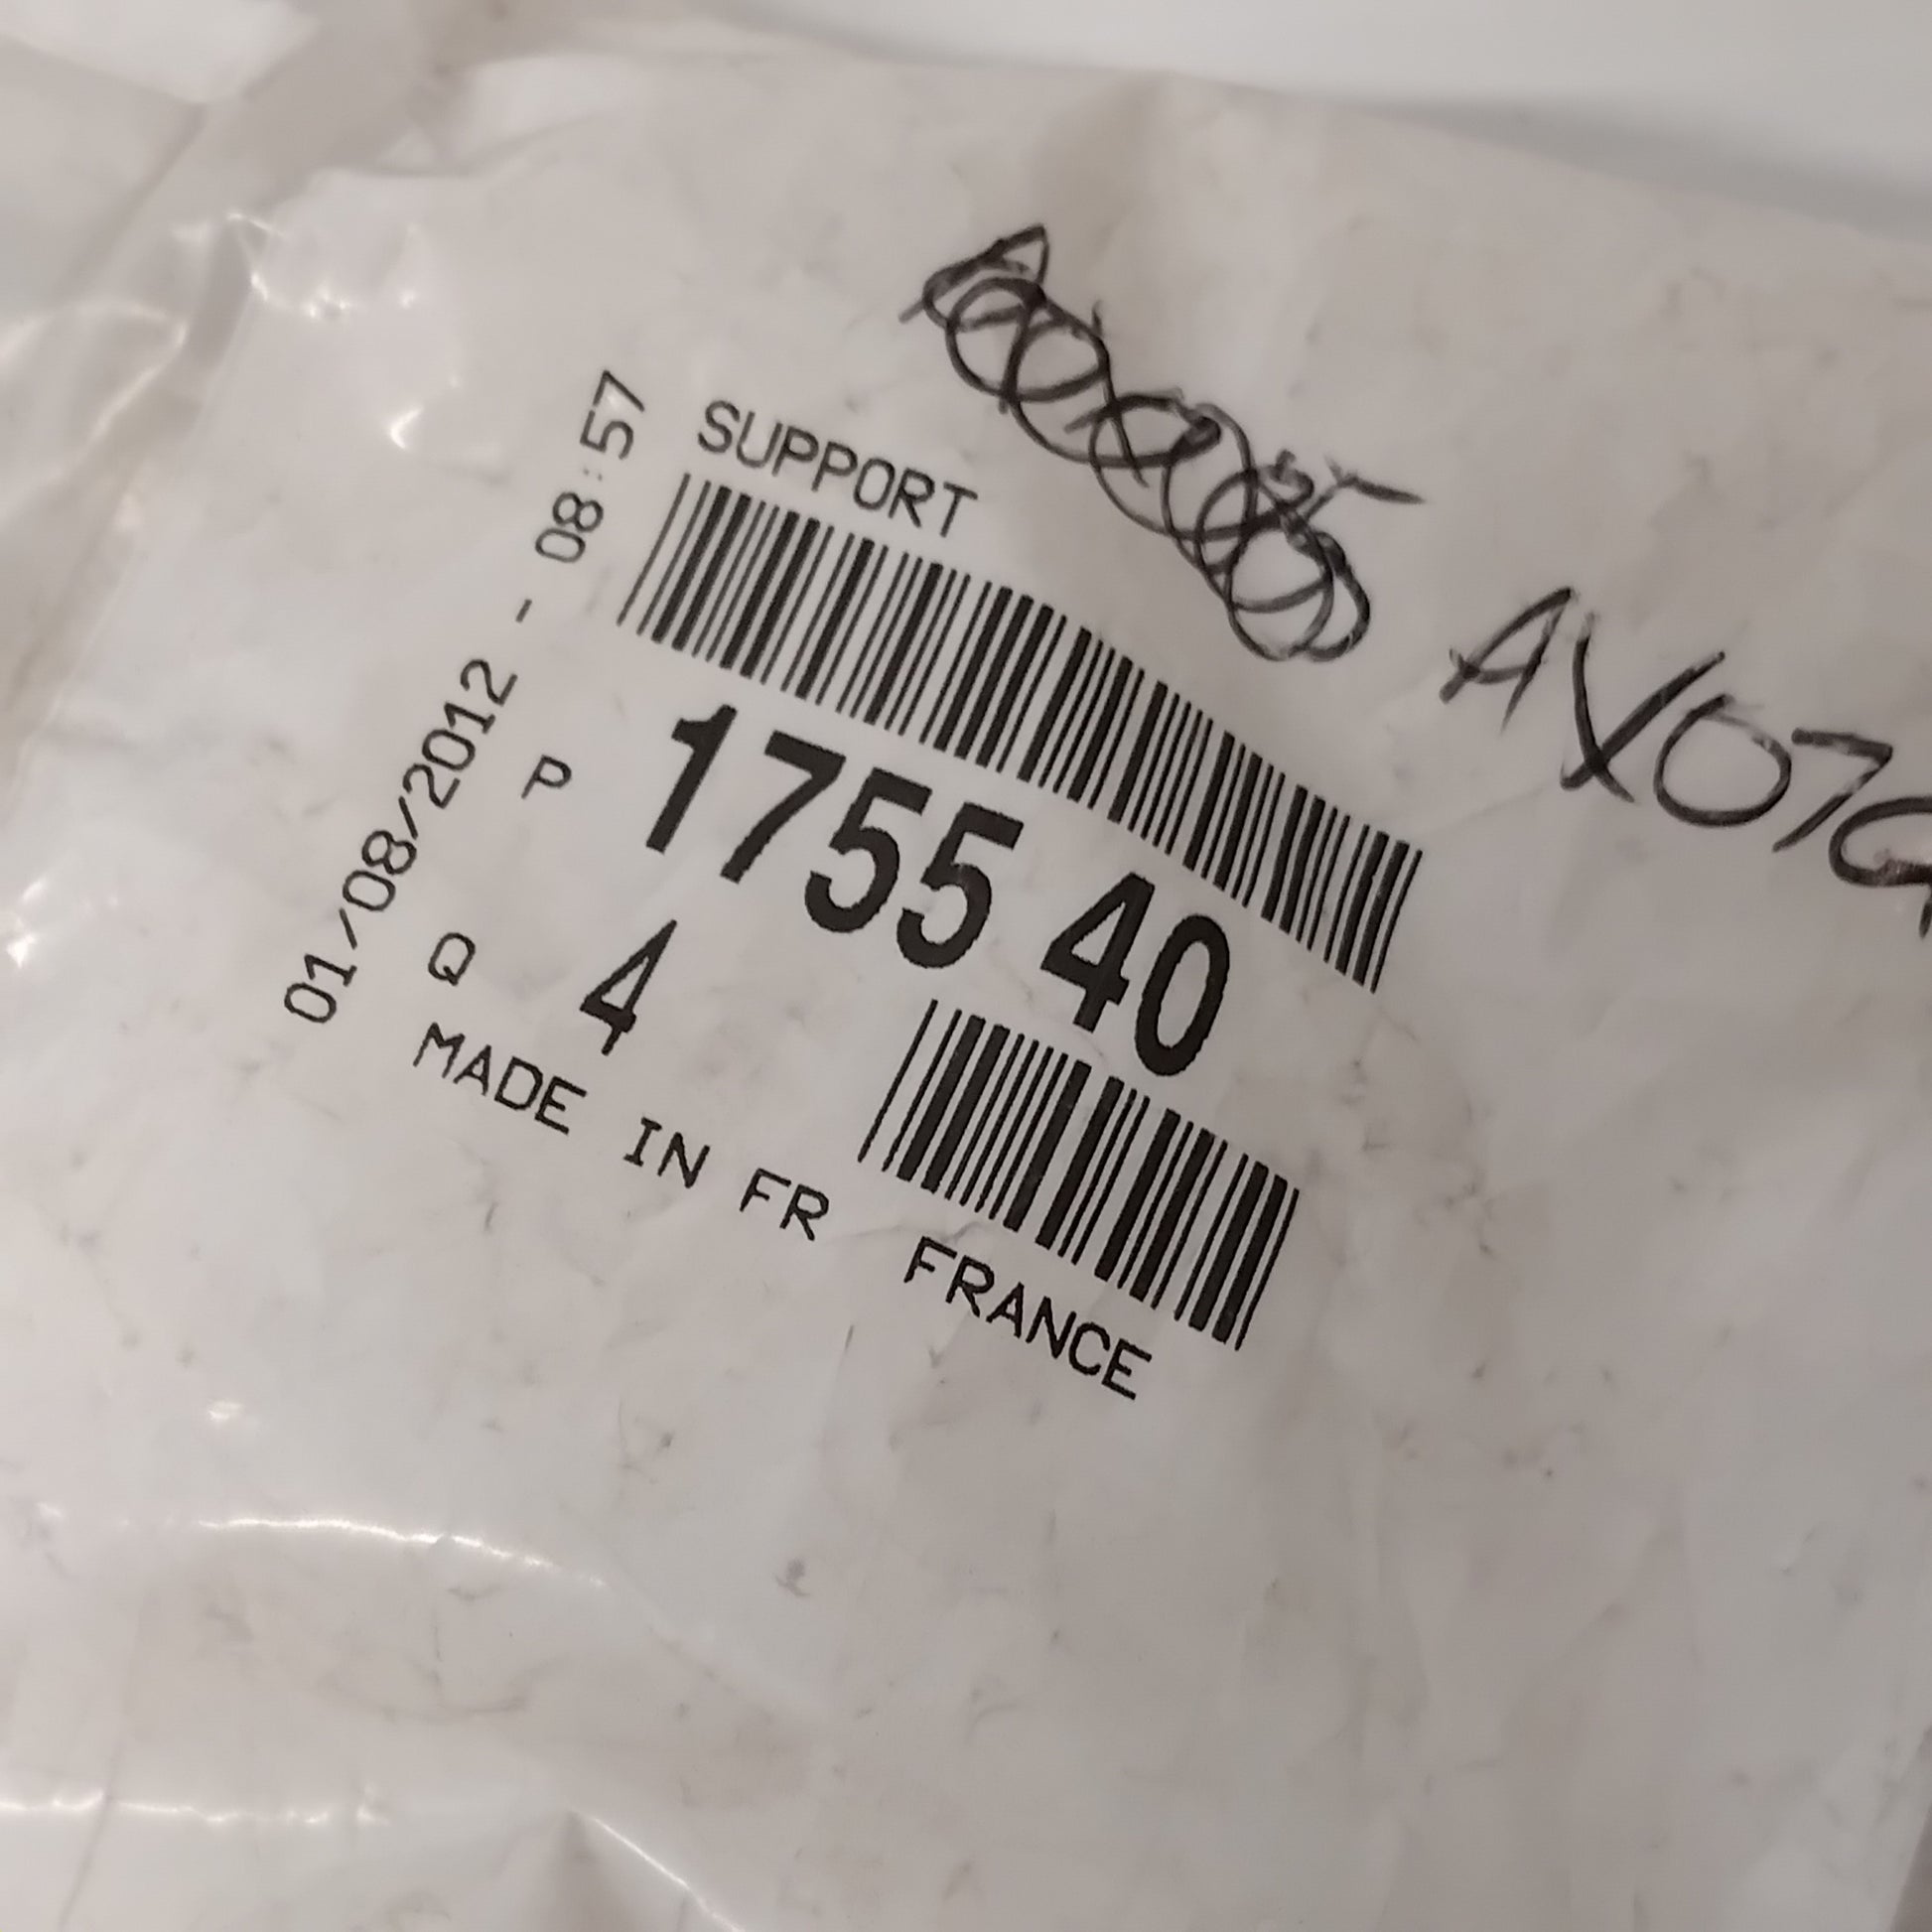 SUPPORT
01/08/2012 - 08:57
P 1755 40
Q 4
MADE IN FR FRANCE